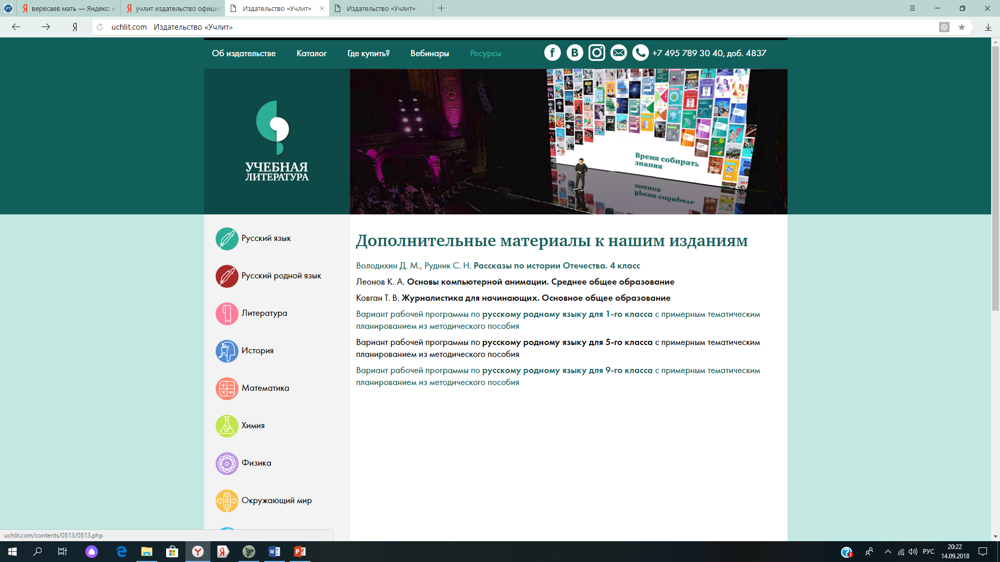 вересаев мать — Яндекс: н
учлит издательство официа
Издательство «Учлит»
Издательство «Учлит»
uchlit.com Издательство «Учлит»
Об издательстве Каталог Где купить? Вебинары Ресурсы +7 495 789 30 40, доб. 4837
УЧЕБНАЯ
ЛИТЕРАТУРА
Время собирать
знания
Русский язык
Русский родной язык
Литература
История
Математика
Химия
Физика
Окружающий мир
Дополнительные материалы к нашим изданиям
Володихин Д. М., Рудник С. Н. Рассказы по истории Отечества. 4 класс
Леонов К. А. Основы компьютерной анимации. Среднее общее образование
Ковган Т. В. Журналистика для начинающих. Основное общее образование
Вариант рабочей программы по русскому родному языку для 1-го класса с примерным тематическим
планированием из методического пособия
Вариант рабочей программы по русскому родному языку для 5-го класса с примерным тематическим
планированием из методического пособия
Вариант рабочей программы по русскому родному языку для 9-го класса с примерным тематическим
планированием из методического пособия
uchlit.com/contents/0513/0513.php
РУС
20:22
14.09.2018